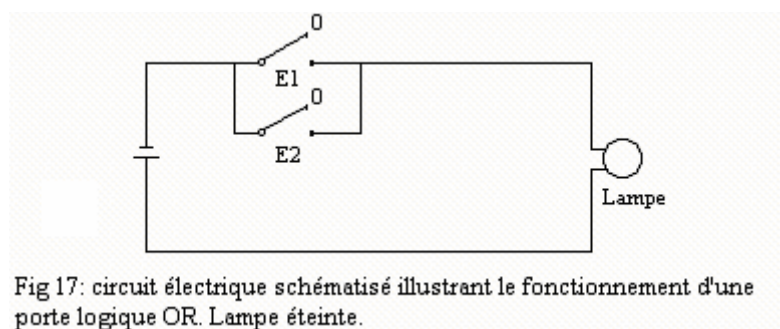 0
E1
0
E2
Lampe
Fig 17: circuit électrique schématisé illustrant le fonctionnement d'une
porte logique OR. Lampe éteinte.